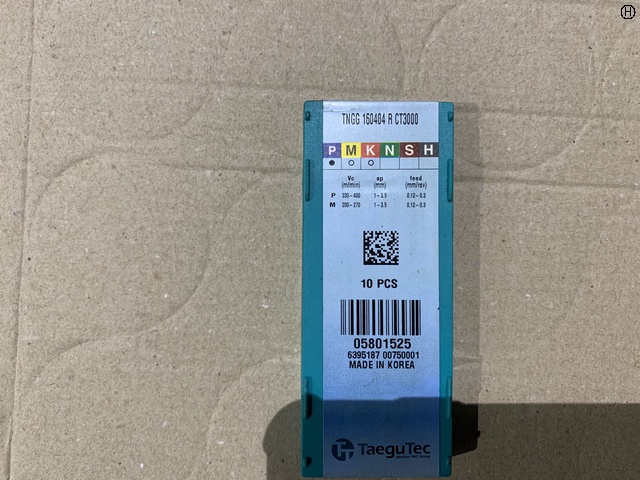 H
TNGG 160404 R CT3000
P M K N S H
Vc ap feed
(m/min) (mm) (mm/rev)
P 330-400 1-3.5 0.12-0.3
M 200-270 1-3.5 0.12-0.3
10 PCS
05801525
6395187 00750001
MADE IN KOREA
TaeguTec